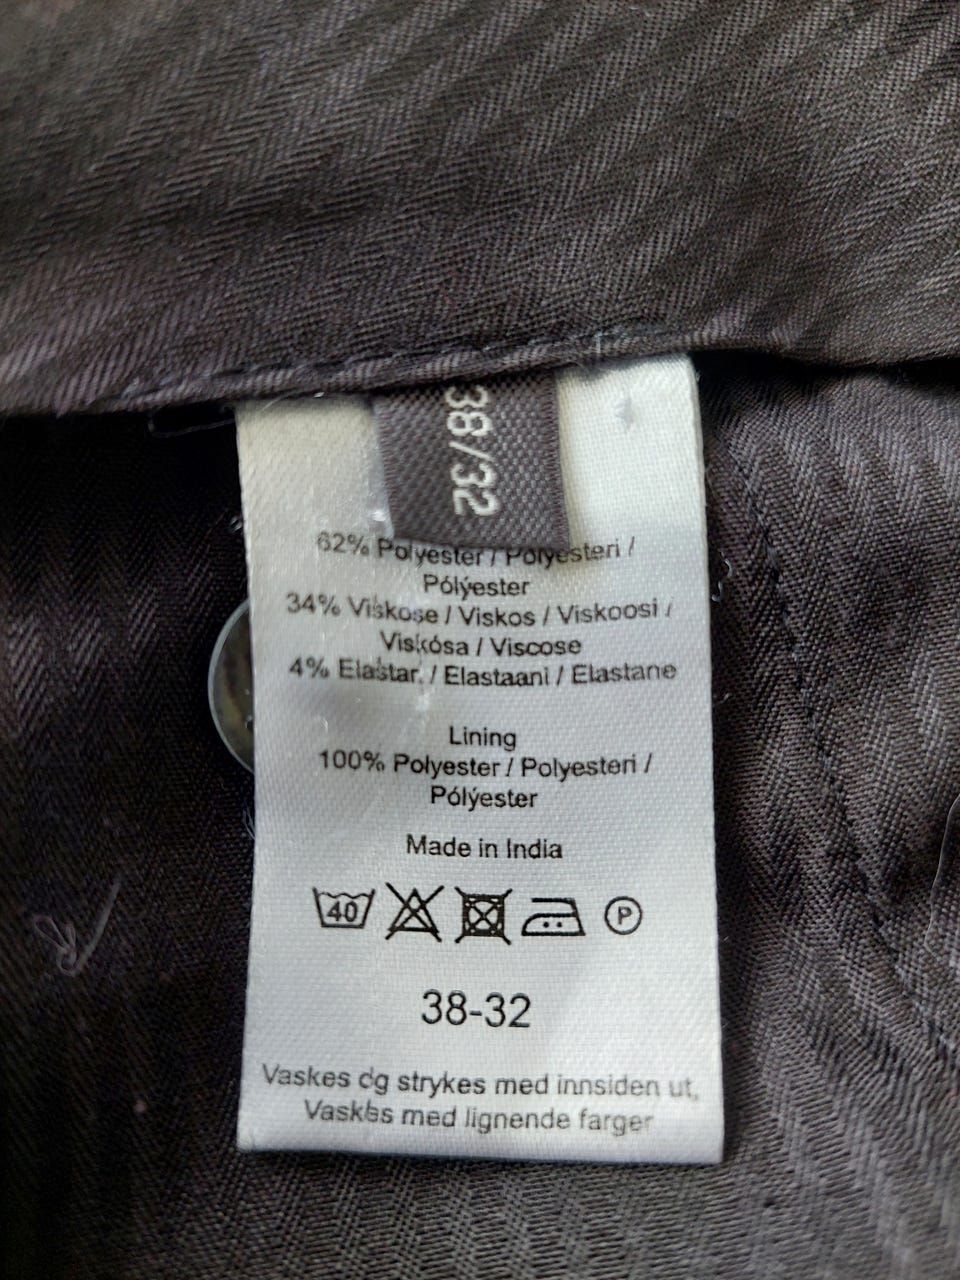 38/32
62% Polyester / Polyesteri /
Pólýester
34% Viskose / Viskos / Viskoosi /
Viskósa / Viscose
4% Elastan / Elastaani / Elastane
Lining
100% Polyester / Polyesteri /
Pólýester
Made in India
40 P
38-32
Vaskes og strykes med innsiden ut,
Vaskes med lignende farger